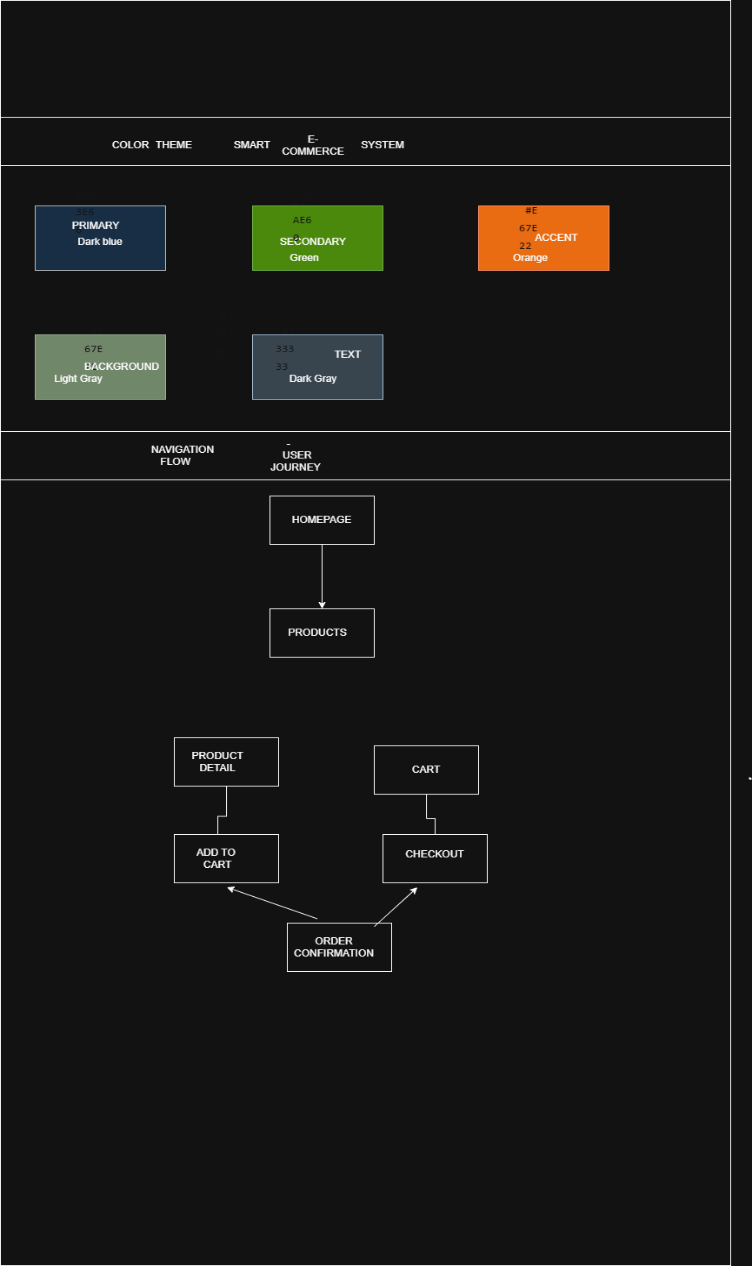 COLOR THEME SMART E-COMMERCE SYSTEM
3E6
PRIMARY
Dark blue
AE6
SECONDARY
Green
#E
67E
22
ACCENT
Orange
67E
BACKGROUND
Light Gray
333
33
TEXT
Dark Gray
NAVIGATION
FLOW
-
USER
JOURNEY
HOMEPAGE
PRODUCTS
PRODUCT
DETAIL
CART
ADD TO
CART
CHECKOUT
ORDER
CONFIRMATION